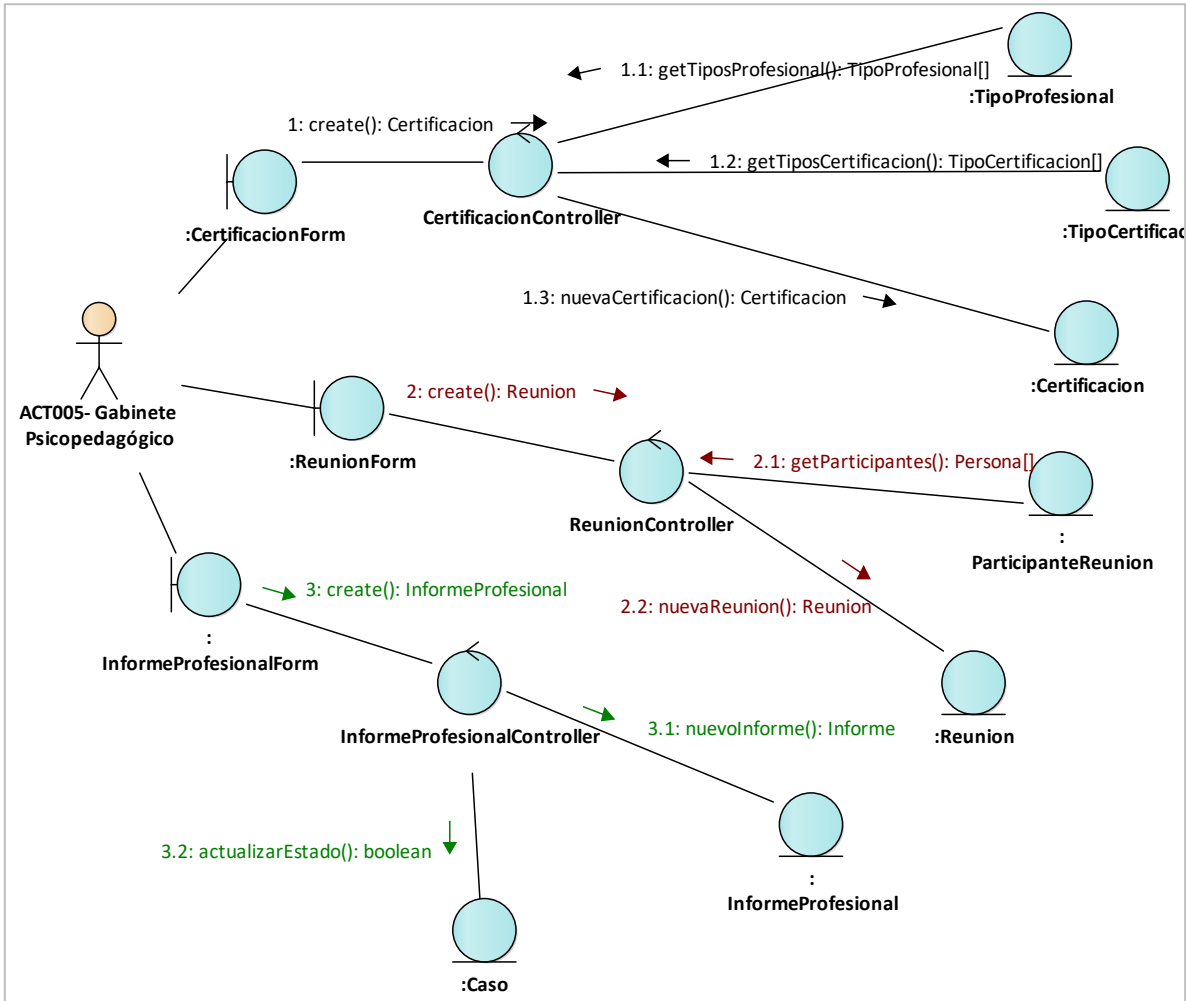 1.1: getTiposProfesional(): TipoProfesional[]
:TipoProfesional
1: create(): Certificacion
1.2: getTiposCertificacion(): TipoCertificacion[]
CertificacionController
:CertificacionForm
:TipoCertificac
1.3: nuevaCertificacion(): Certificacion
:Certificacion
ACT005- Gabinete
Psicopedagógico
2: create(): Reunion
:ReunionForm
2.1: getParticipantes(): Persona[]
ReunionController
:
ParticipanteReunion
3: create(): InformeProfesional
2.2: nuevaReunion(): Reunion
:
InformeProfesionalForm
InformeProfesionalController
3.1: nuevoInforme(): Informe
:Reunion
3.2: actualizarEstado(): boolean
:
InformeProfesional
:Caso